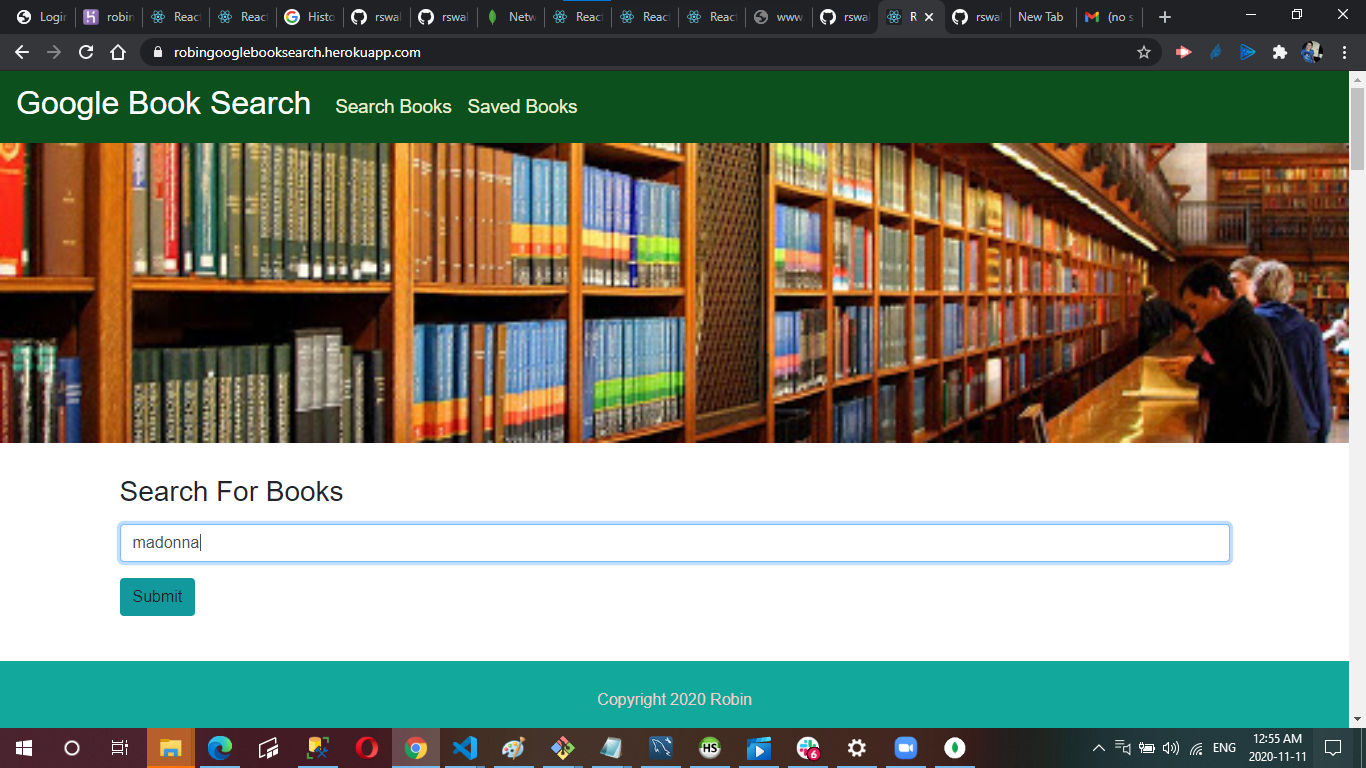 Login
robin
React
React
Histo
rswal
rswal
Netw
React
React
React
www
rswal
R
rswal
New Tab
(no s
robingooglebooksearch.herokuapp.com
Google Book Search Search Books Saved Books
Search For Books
madonna
Submit
Copyright 2020 Robin
HS
6
ENG
12:55 AM
2020-11-11